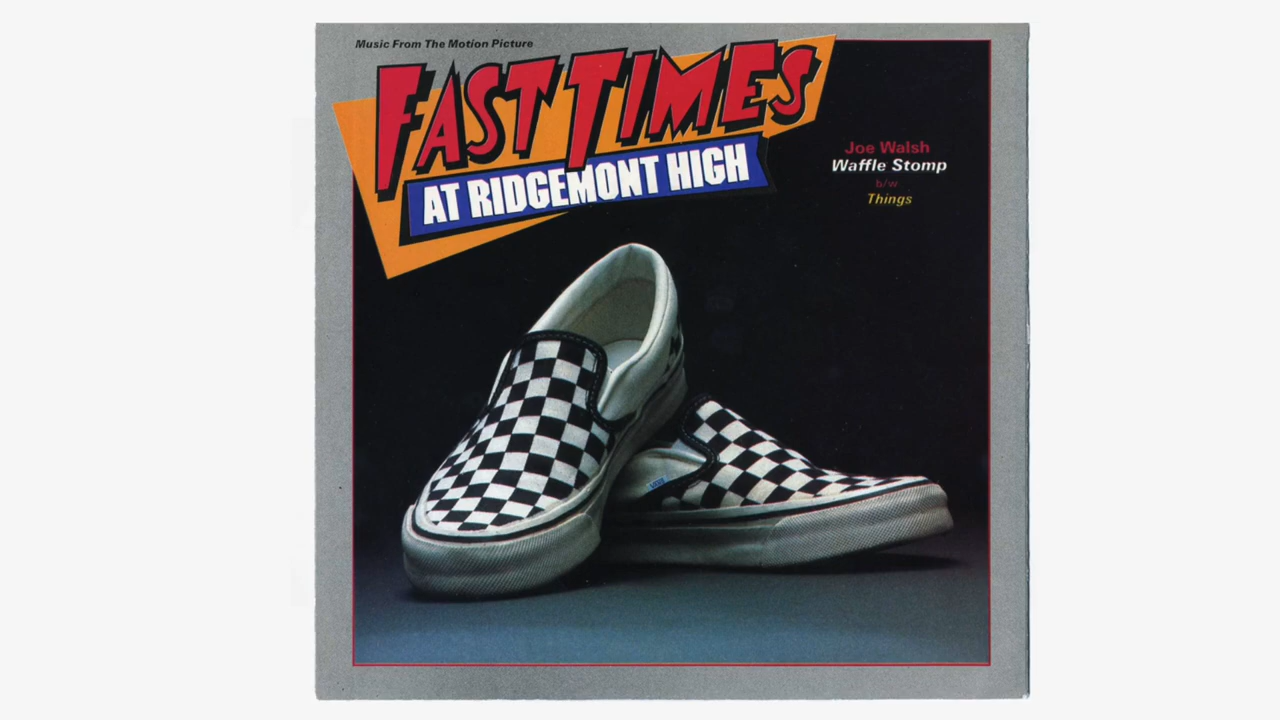 Music From The Motion Picture
FAST TIMES
AT RIDGEMONT HIGH
Joe Walsh
Waffle Stomp
b/w
Things